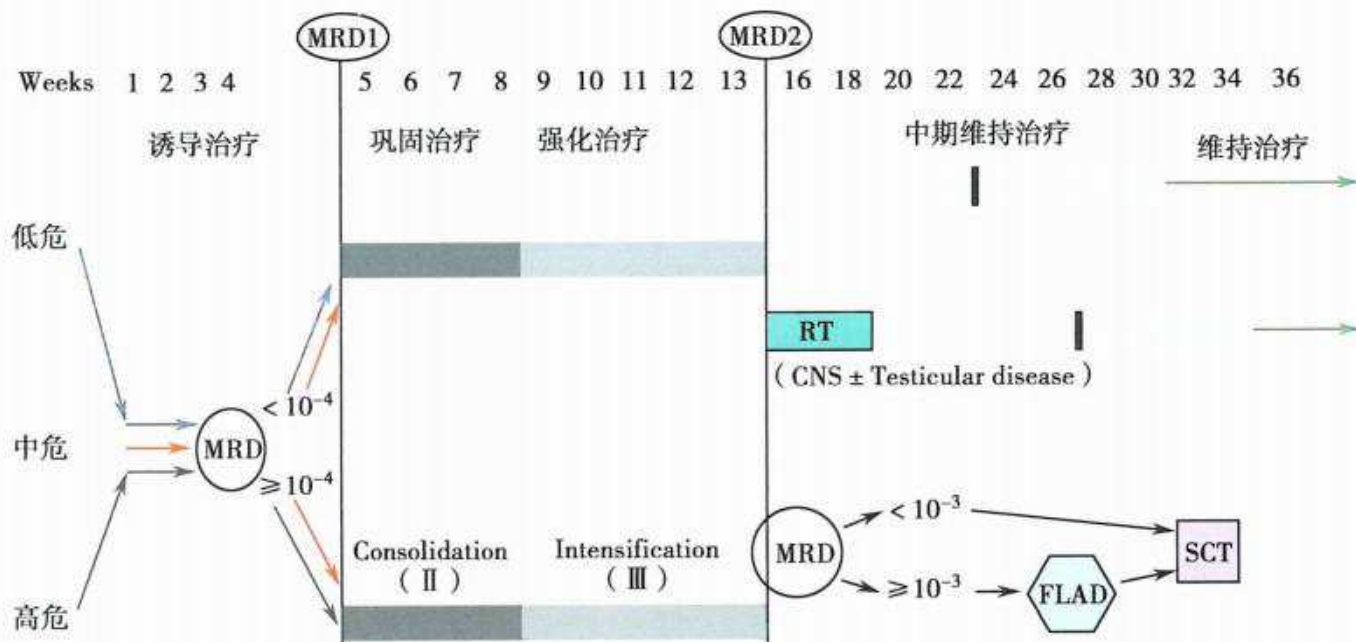 MRD1 MRD2
Weeks 1 2 3 4 5 6 7 8 9 10 11 12 13 16 18 20 22 24 26 28 30 32 34 36
诱导治疗 巩固治疗 强化治疗 中期维持治疗 维持治疗
低危
RT
( CNS ± Testicular disease )
< 10⁻⁴
中危 MRD
≥10⁻⁴
< 10⁻³
Consolidation Intensification MRD SCT
( Ⅱ ) ( Ⅲ )
≥10⁻³ FLAD
高危